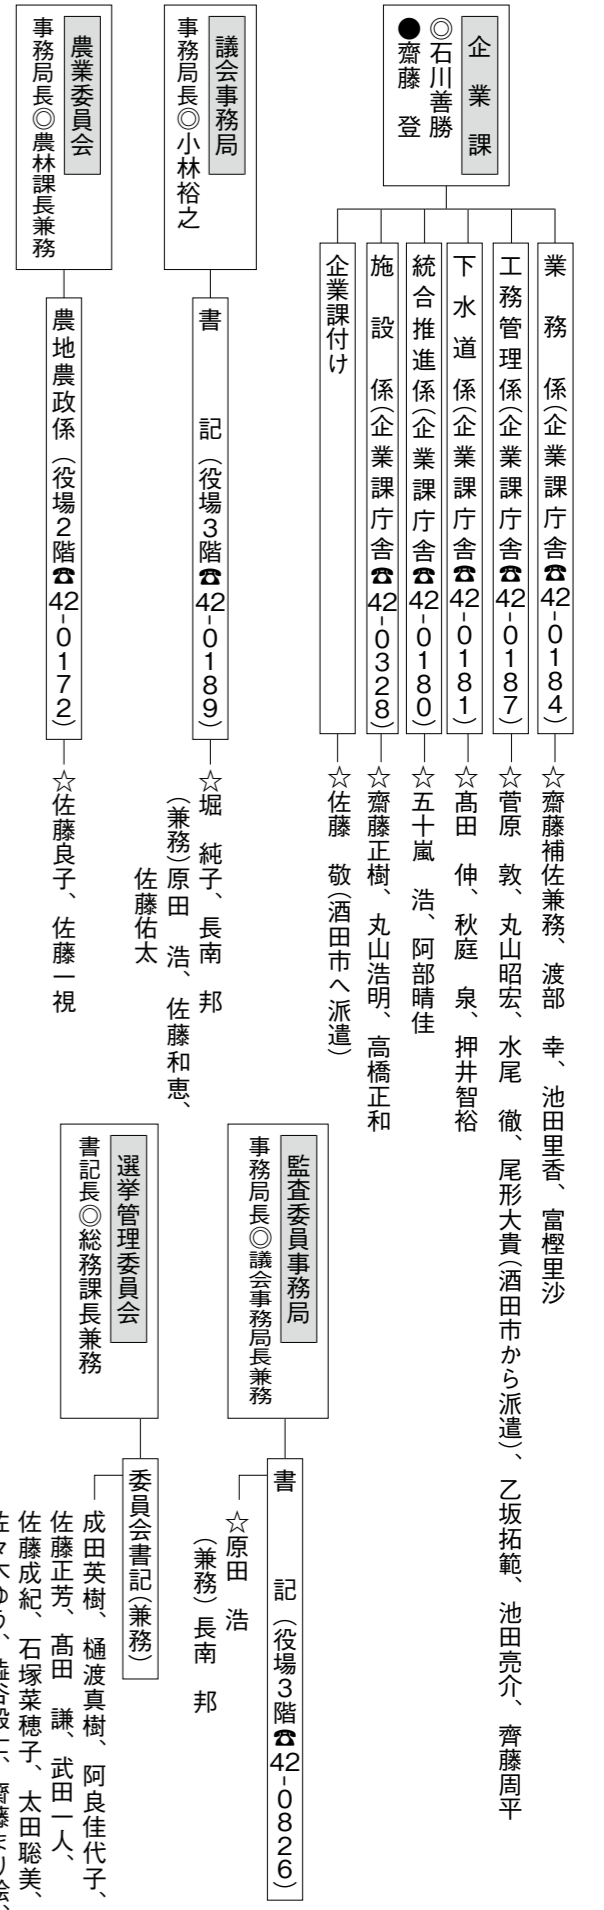 企業課
◎石川善勝
●齋藤　登
業務係（企業課庁舎☎42-0184）
☆齋藤補佐兼務、渡部　幸、池田里香、富樫里沙
工務管理係（企業課庁舎☎42-0187）
☆菅原　敦、丸山昭宏、水尾　徹、尾形大貴（酒田市から派遣）、乙坂拓範、池田亮介、齊藤周平
下水道係（企業課庁舎☎42-0181）
☆髙田　伸、秋庭　泉、押井智裕
統合推進係（企業課庁舎☎42-0180）
☆五十嵐　浩、阿部晴佳
施設係（企業課庁舎☎42-0328）
☆齋藤正樹、丸山浩明、高橋正和
企業課付け
☆佐藤　敬（酒田市へ派遣）
議会事務局
事務局長◎小林裕之
書記（役場3階☎42-0189）
☆堀　純子、長南　邦
（兼務）原田　浩、佐藤和恵、
佐藤佑太
農業委員会
事務局長◎農林課長兼務
農地農政係（役場2階☎42-0172）
☆佐藤良子、佐藤一視
監査委員事務局
事務局長◎議会事務局長兼務
書記（役場3階☎42-0826）
☆原田　浩
（兼務）長南　邦
選挙管理委員会
書記長◎総務課長兼務
委員会書記（兼務）
成田英樹、樋渡真樹、阿良佳代子、
佐藤正芳、髙田　謙、武田一人、
佐藤成紀、石塚菜穂子、太田聡美、